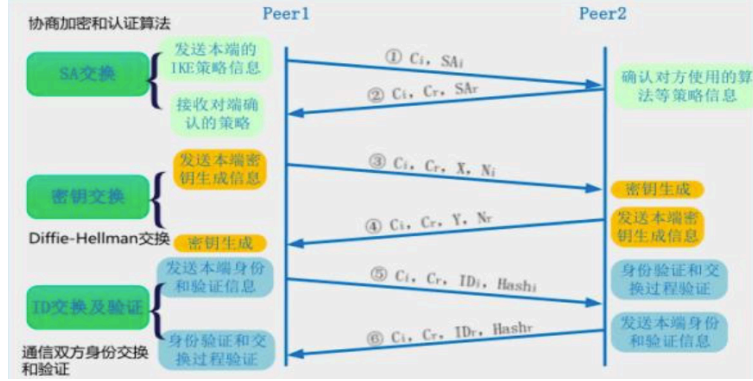 Peer1
Peer2
协商加密和认证算法
SA交换
发送本端的
IKE策略信息
① Ci, SAi
确认对方使用的算
法等策略信息
② Ci, Cr, SAr
接收对端确
认的策略
密钥交换
发送本端密
钥生成信息
③ Ci, Cr, X, Ni
密钥生成
④ Ci, Cr, Y, Nr
发送本端密
钥生成信息
Diffie-Hellman交换
密钥生成
ID交换及验证
发送本端身份
和验证信息
⑤ Ci, Cr, IDi, Hashi
身份验证和交
换过程验证
⑥ Ci, Cr, IDr, Hashr
发送本端身份
和验证信息
身份验证和交
换过程验证
通信双方身份交换
和验证